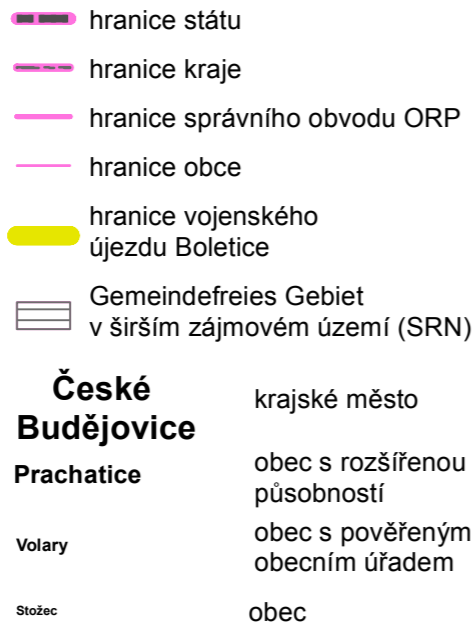 hranice státu
hranice kraje
hranice správního obvodu ORP
hranice obce
hranice vojenského
újezdu Boletice
Gemeindefreies Gebiet
v širším zájmovém území (SRN)
České
Budějovice
krajské město
Prachatice
obec s rozšířenou
působností
Volary
obec s pověřeným
obecním úřadem
Stožec
obec